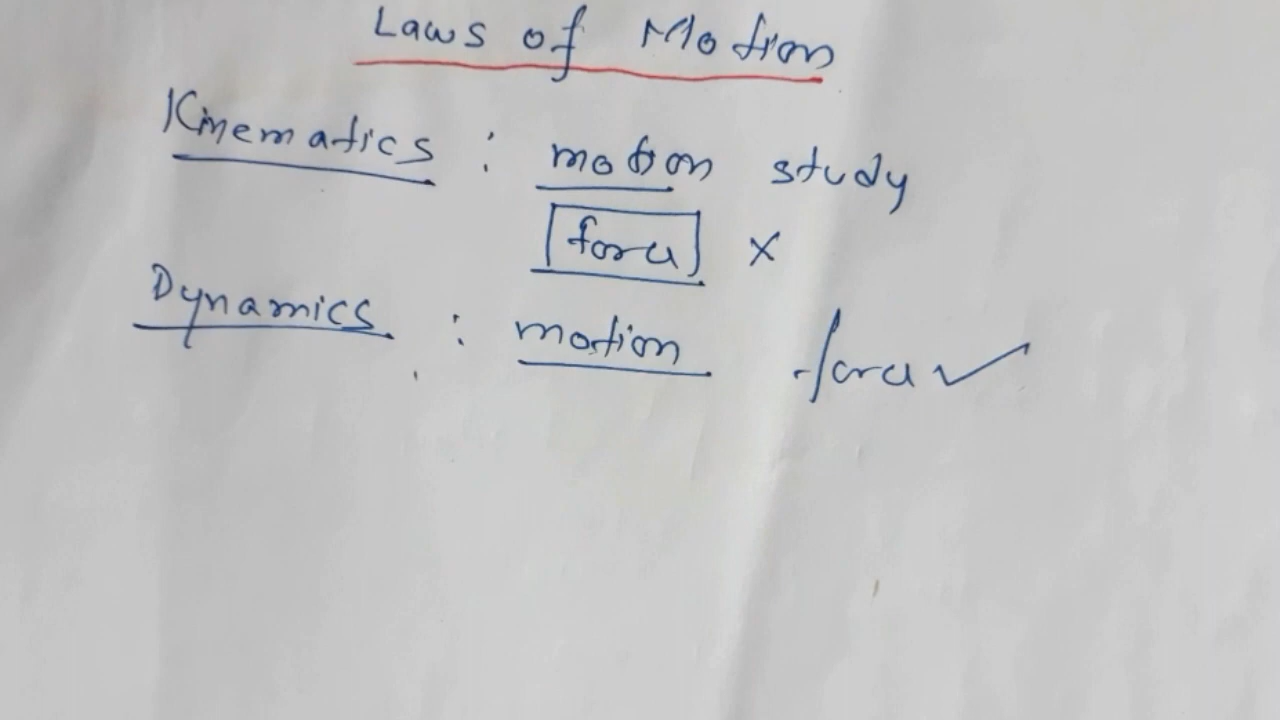 Laws of Motion
Kinematics : motion study
force ×
Dynamics : motion force ✓